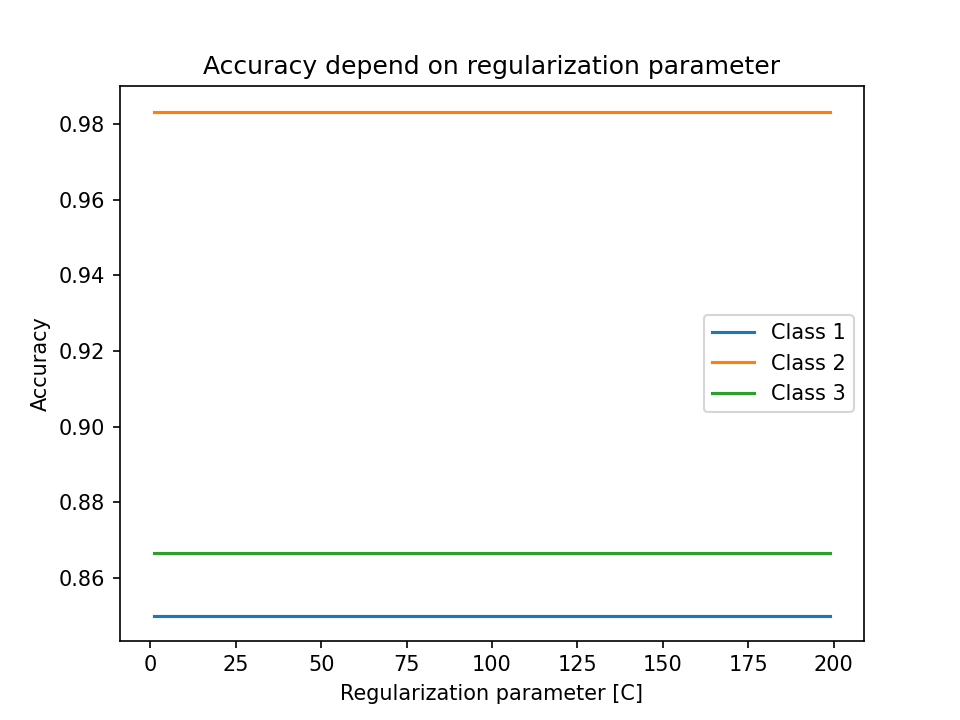 Accuracy depend on regularization parameter
0.98
0.96
0.94
0.92
0.90
0.88
0.86
Accuracy
Class 1
Class 2
Class 3
0 25 50 75 100 125 150 175 200
Regularization parameter [C]